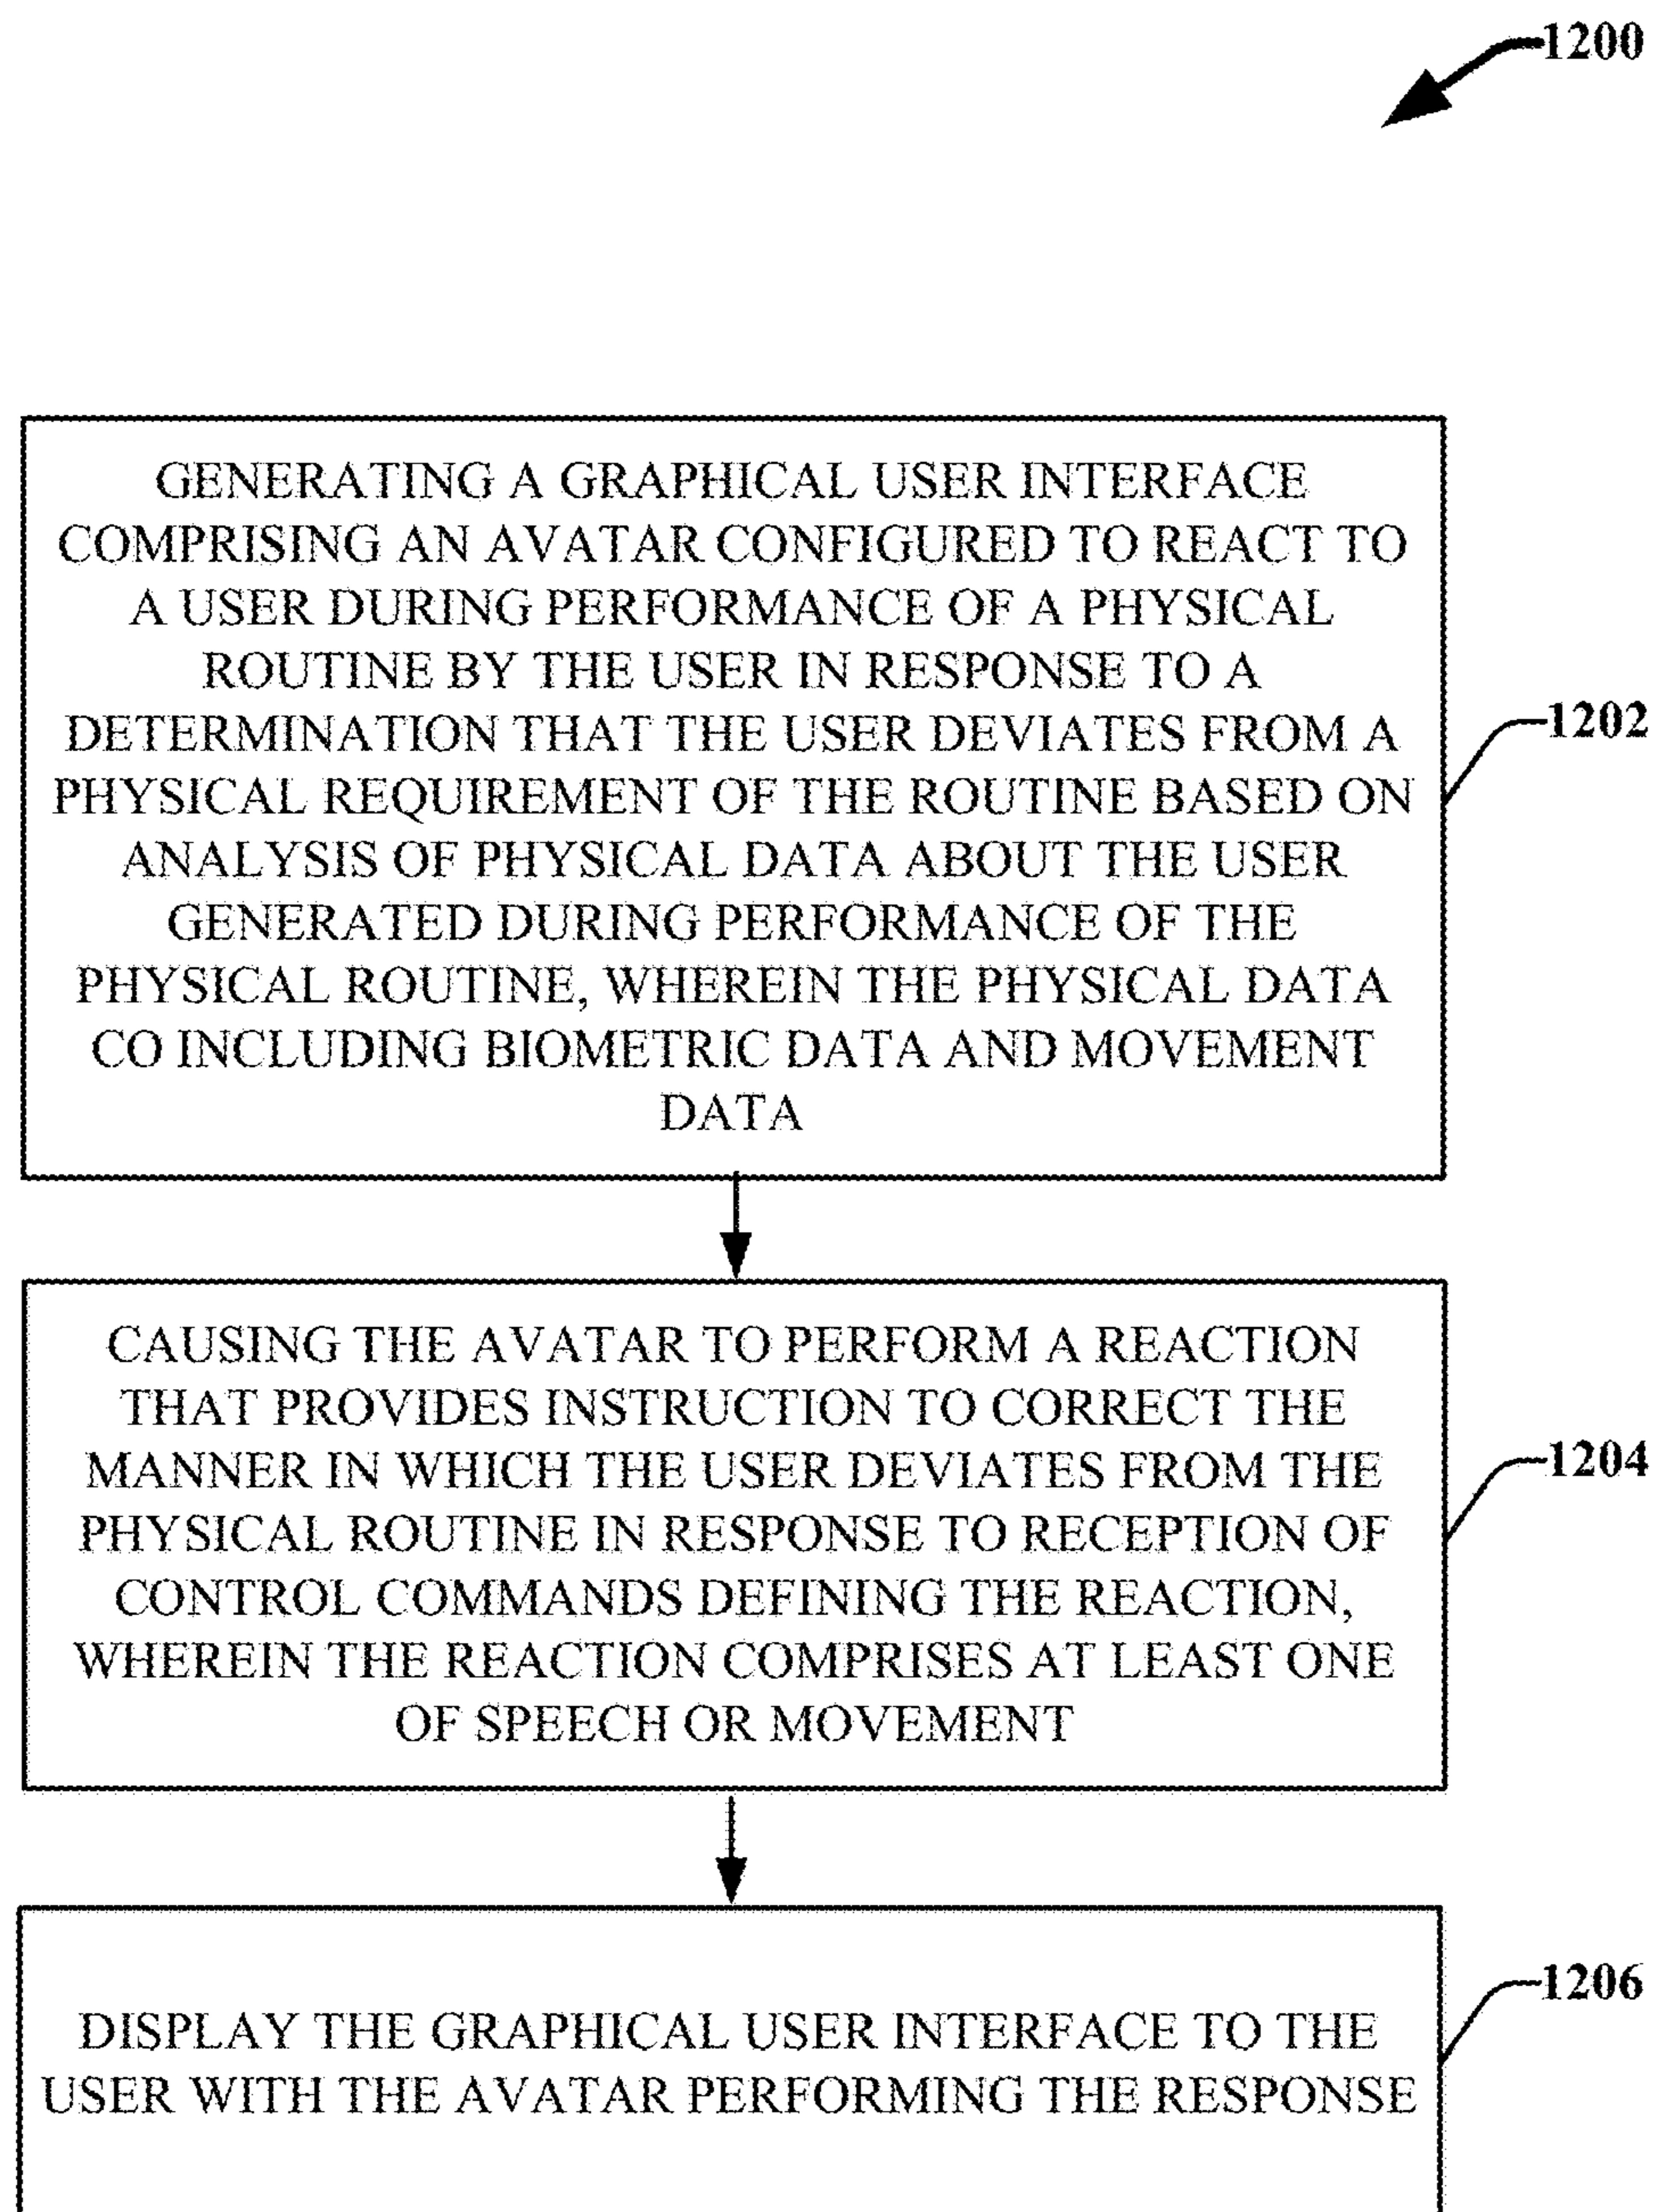 1200
GENERATING A GRAPHICAL USER INTERFACE
COMPRISING AN AVATAR CONFIGURED TO REACT TO
A USER DURING PERFORMANCE OF A PHYSICAL
ROUTINE BY THE USER IN RESPONSE TO A
DETERMINATION THAT THE USER DEVIATES FROM A
PHYSICAL REQUIREMENT OF THE ROUTINE BASED ON
ANALYSIS OF PHYSICAL DATA ABOUT THE USER
GENERATED DURING PERFORMANCE OF THE
PHYSICAL ROUTINE, WHEREIN THE PHYSICAL DATA
CO INCLUDING BIOMETRIC DATA AND MOVEMENT
DATA
1202
CAUSING THE AVATAR TO PERFORM A REACTION
THAT PROVIDES INSTRUCTION TO CORRECT THE
MANNER IN WHICH THE USER DEVIATES FROM THE
PHYSICAL ROUTINE IN RESPONSE TO RECEPTION OF
CONTROL COMMANDS DEFINING THE REACTION,
WHEREIN THE REACTION COMPRISES AT LEAST ONE
OF SPEECH OR MOVEMENT
1204
DISPLAY THE GRAPHICAL USER INTERFACE TO THE
USER WITH THE AVATAR PERFORMING THE RESPONSE
1206